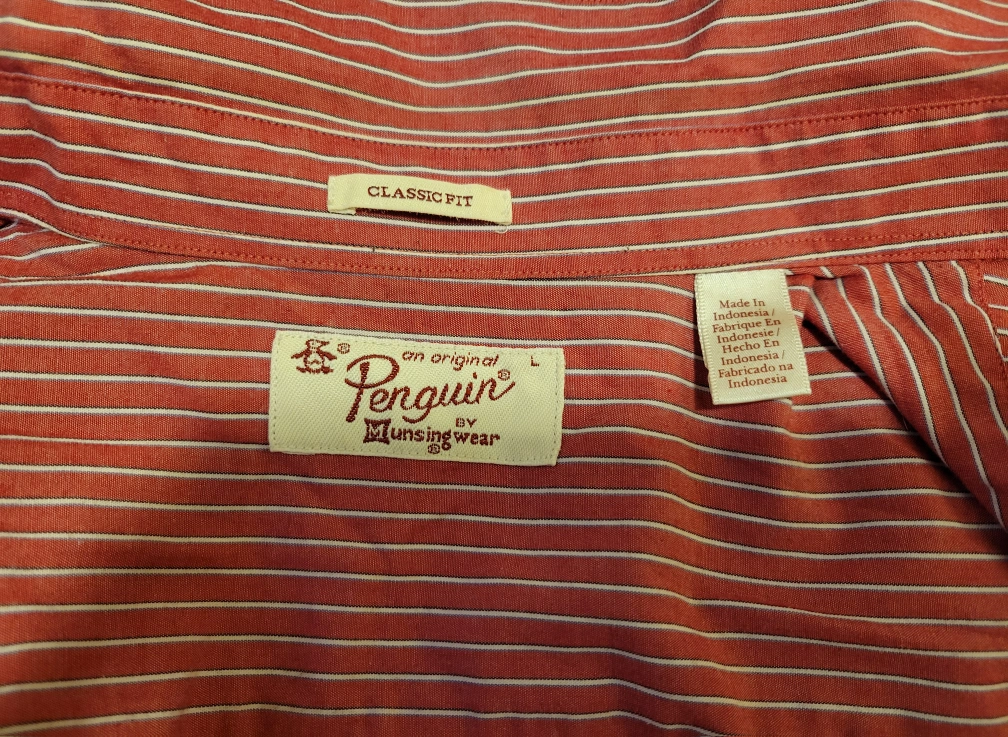 CLASSIC FIT
an original L
Penguin®
BY
Munsingwear
®
®
Made In
Indonesia /
Fabrique En
Indonesie /
Hecho En
Indonesia /
Fabricado na
Indonesia